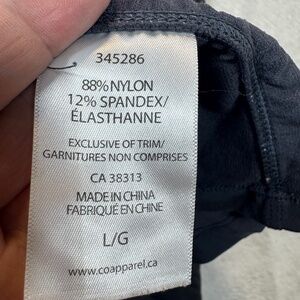 345286
88% NYLON
12% SPANDEX/
ÉLASTHANNE
EXCLUSIVE OF TRIM/
GARNITURES NON COMPRISES
CA 38313
MADE IN CHINA
FABRIQUÉ EN CHINE
L/G
www.coapparel.ca